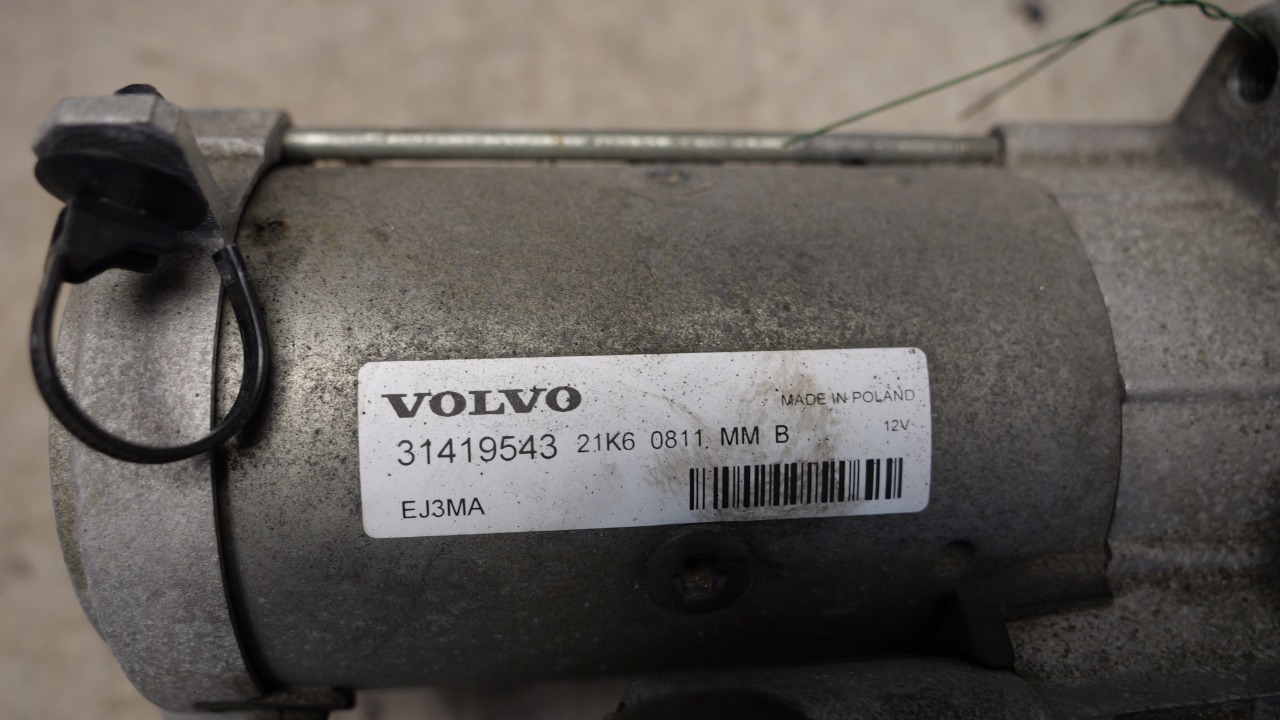 VOLVO
MADE IN POLAND
31419543 21K6 0811 MM B
12V
EJ3MA